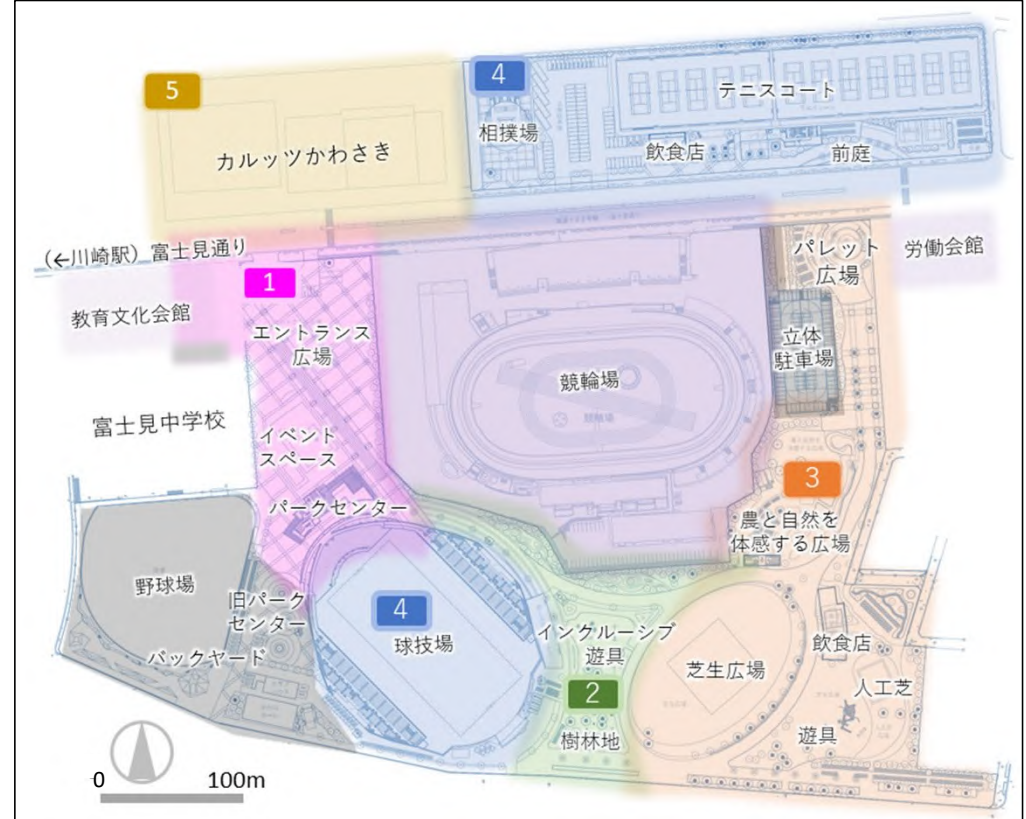 5
カルッツかわさき
4
相撲場
テニスコート
飲食店
前庭
(←川崎駅) 富士見通り
教育文化会館
1
エントランス
広場
イベント
スペース
パークセンター
富士見中学校
競輪場
パレット
広場
労働会館
立体
駐車場
3
農と自然を
体感する広場
野球場
旧パーク
センター
バックヤード
4
球技場
インクルーシブ
遊具
2
樹林地
芝生広場
飲食店
人工芝
遊具
0
100m